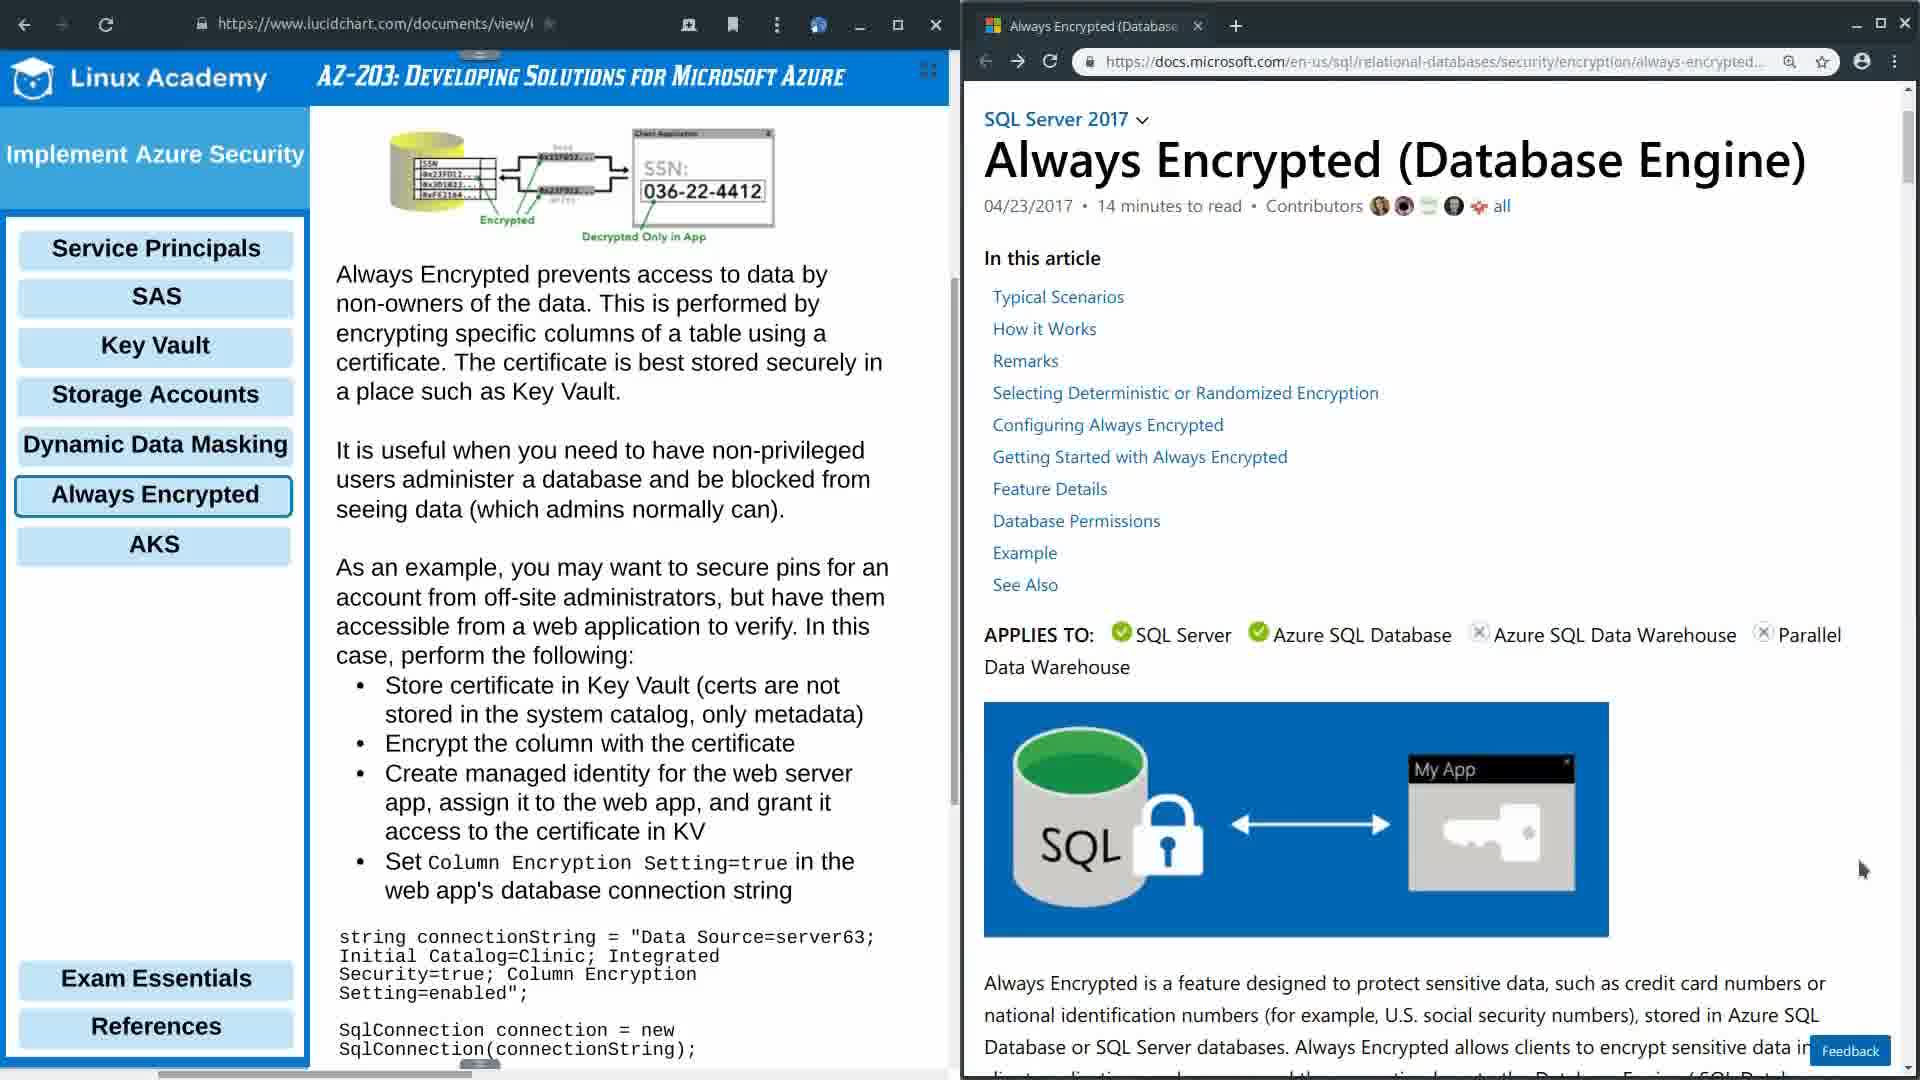 https://www.lucidchart.com/documents/view/
Linux Academy
AZ-203: Developing Solutions for Microsoft Azure
Implement Azure Security
Service Principals
SAS
Key Vault
Storage Accounts
Dynamic Data Masking
Always Encrypted
AKS
Exam Essentials
References
SSN
Encrypted
Client Application
SSN:
036-22-4412
Decrypted Only in App
Always Encrypted prevents access to data by
non-owners of the data. This is performed by
encrypting specific columns of a table using a
certificate. The certificate is best stored securely in
a place such as Key Vault.
It is useful when you need to have non-privileged
users administer a database and be blocked from
seeing data (which admins normally can).
As an example, you may want to secure pins for an
account from off-site administrators, but have them
accessible from a web application to verify. In this
case, perform the following:
• Store certificate in Key Vault (certs are not
stored in the system catalog, only metadata)
• Encrypt the column with the certificate
• Create managed identity for the web server
app, assign it to the web app, and grant it
access to the certificate in KV
• Set Column Encryption Setting=true in the
web app's database connection string
string connectionString = "Data Source=server63;
Initial Catalog=Clinic; Integrated
Security=true; Column Encryption
Setting=enabled";
SqlConnection connection = new
SqlConnection(connectionString);
Always Encrypted (Database
https://docs.microsoft.com/en-us/sql/relational-databases/security/encryption/always-encrypted...
SQL Server 2017
Always Encrypted (Database Engine)
04/23/2017 • 14 minutes to read • Contributors all
In this article
Typical Scenarios
How it Works
Remarks
Selecting Deterministic or Randomized Encryption
Configuring Always Encrypted
Getting Started with Always Encrypted
Feature Details
Database Permissions
Example
See Also
APPLIES TO: SQL Server Azure SQL Database Azure SQL Data Warehouse Parallel
Data Warehouse
SQL
My App
Always Encrypted is a feature designed to protect sensitive data, such as credit card numbers or
national identification numbers (for example, U.S. social security numbers), stored in Azure SQL
Database or SQL Server databases. Always Encrypted allows clients to encrypt sensitive data in
Feedback